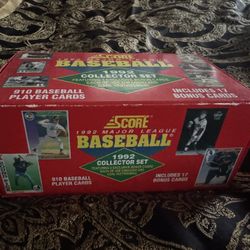 SCORE
BASEBALL
1992
COLLECTOR SET
910 BASEBALL
PLAYER CARDS
INCLUDES 17
BONUS CARDS
SCORE
1992 MAJOR LEAGUE
BASEBALL
1992
COLLECTOR SET
910 BASEBALL
PLAYER CARDS
INCLUDES 17
BONUS CARDS